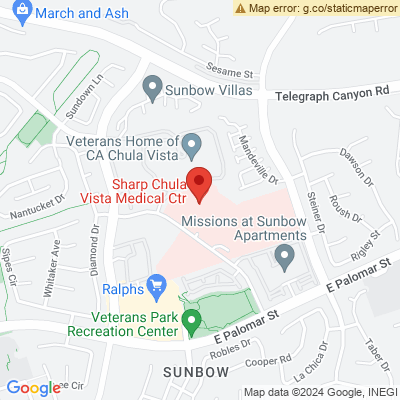 March and Ash
Map error: g.co/staticmaperror
Sesame St
Sundown Ln
Sunbow Villas
Telegraph Canyon Rd
Veterans Home of
CA Chula Vista
Mandeville Dr
Dawson Dr
Sharp Chula
Vista Medical Ctr
Nantucket Dr
Steiner Dr
Roush Dr
Missions at Sunbow
Apartments
Rigley St
Sipes Cir
Whitaker Ave
Diamond Dr
E Palomar St
Ralphs
Veterans Park
Recreation Center
E Palomar St
Robles Dr
Cooper Rd
La Chica Dr
Taber Dr
SUNBOW
ee Cir
Google
Map data ©2024 Google, INEGI